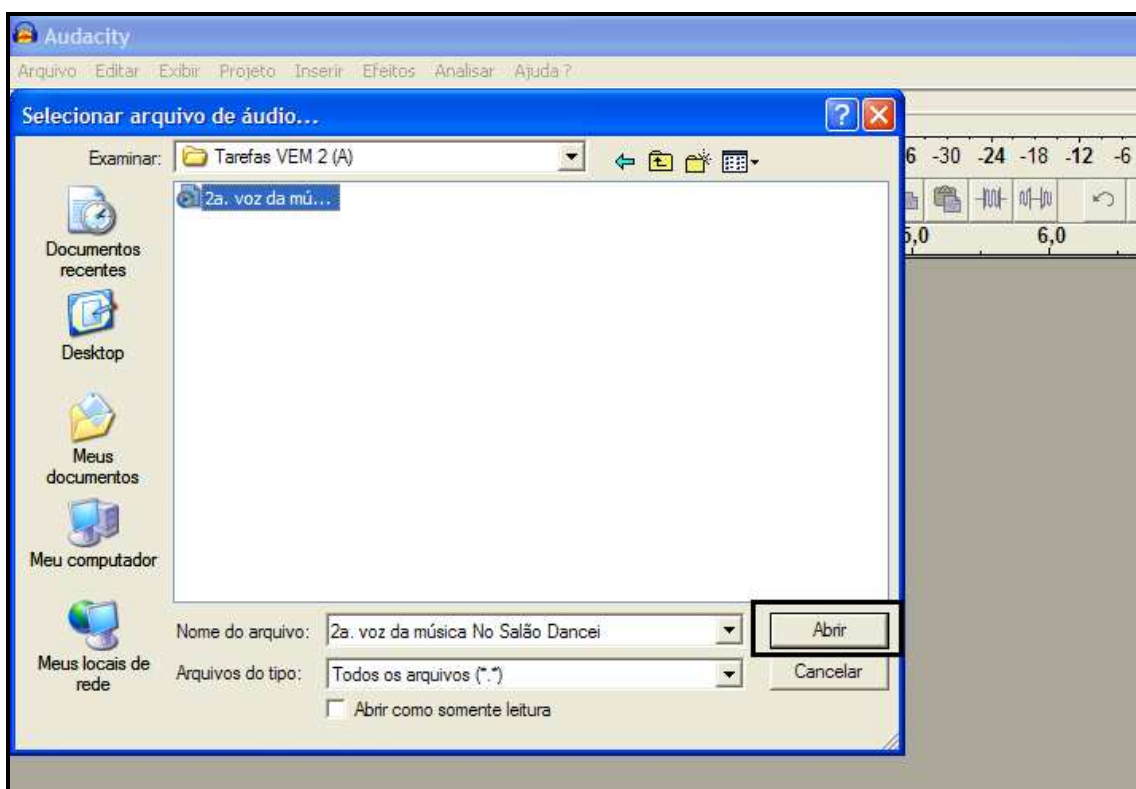 Audacity
Arquivo Editar Exibir Projeto Inserir Efeitos Analisar Ajuda ?
Selecionar arquivo de áudio...
Examinar: Tarefas VEM 2 (A)
6 -30 -24 -18 -12 -6
2a. voz da mú...
5,0 6,0
Documentos
recentes
Desktop
Meus
documentos
Meu computador
Meus locais de
rede
Nome do arquivo: 2a. voz da música No Salão Dancei Abrir
Arquivos do tipo: Todos os arquivos (*.*) Cancelar
Abrir como somente leitura